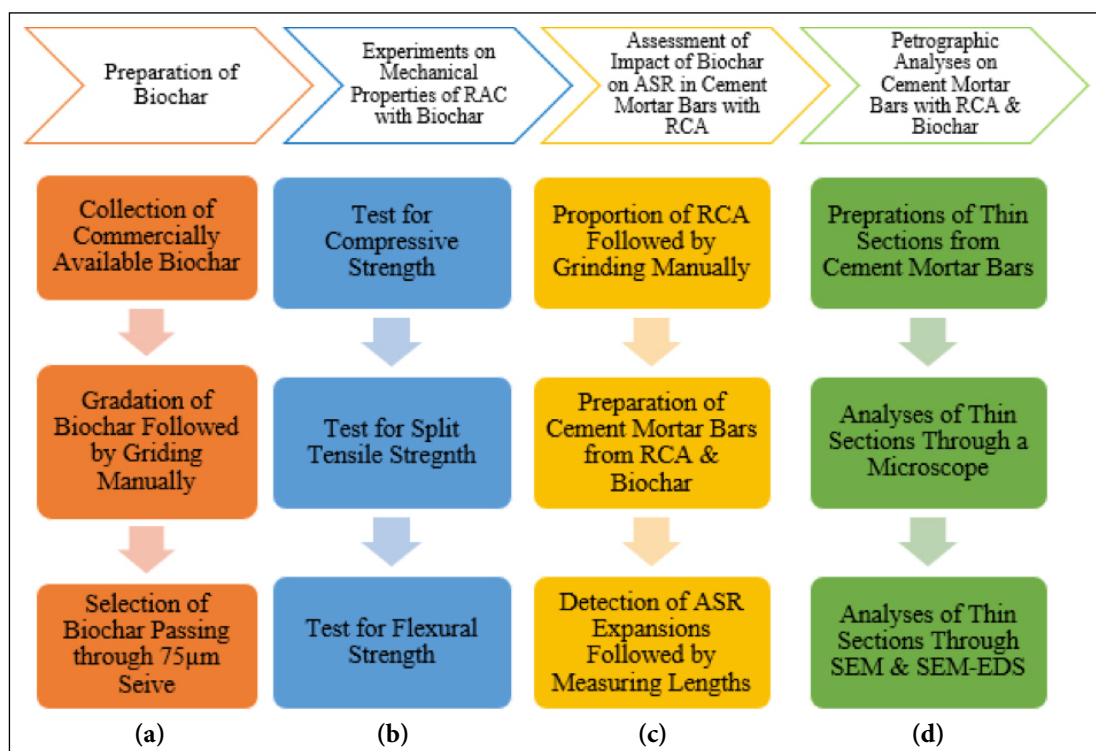 Preparation of
Biochar
Experiments on
Mechanical
Properties of RAC
with Biochar
Assessment of
Impact of Biochar
on ASR in Cement
Mortar Bars with
RCA
Petrographic
Analyses on
Cement Mortar
Bars with RCA &
Biochar
Collection of
Commercially
Available Biochar
Gradation of
Biochar Followed
by Griding
Manually
Selection of
Biochar Passing
through 75µm
Seive
(a)
Test for
Compressive
Strength
Test for Split
Tensile Stregnth
Test for Flexural
Strength
(b)
Proportion of RCA
Followed by
Grinding Manually
Preparation of
Cement Mortar Bars
from RCA &
Biochar
Detection of ASR
Expansions
Followed by
Measuring Lengths
(c)
Preprations of Thin
Sections from
Cement Mortar Bars
Analyses of Thin
Sections Through a
Microscope
Analyses of Thin
Sections Through
SEM & SEM-EDS
(d)